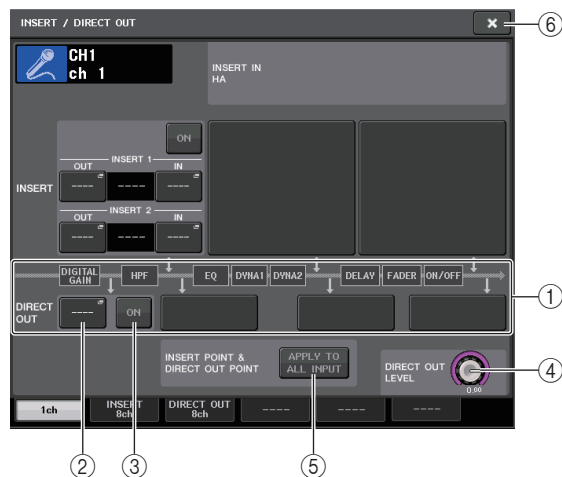 INSERT / DIRECT OUT
×
⑥
CH1
ch 1
INSERT IN
HA
ON
INSERT 1
OUT
IN
INSERT
----
----
----
INSERT 2
OUT
IN
----
----
----
DIGITAL
GAIN
HPF
EQ
DYNA1
DYNA2
DELAY
FADER
ON/OFF
①
DIRECT
OUT
----
ON
INSERT POINT &
DIRECT OUT POINT
APPLY TO
ALL INPUT
DIRECT OUT
LEVEL
0.00
④
1ch
INSERT
8ch
DIRECT OUT
8ch
----
----
----
②
③
⑤